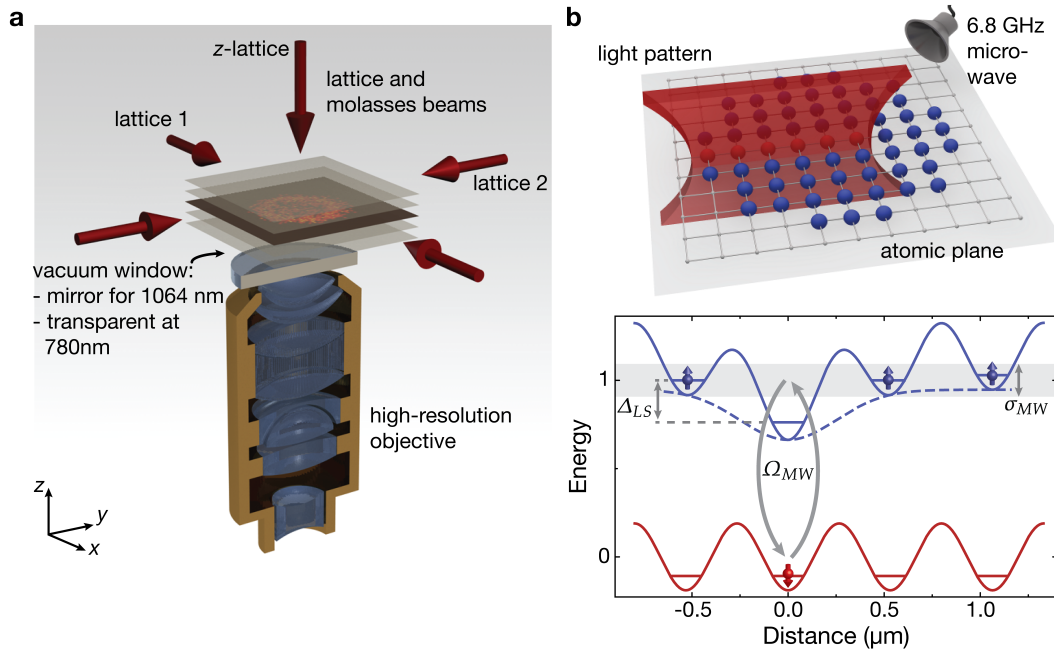 a
z-lattice
lattice and
molasses beams
lattice 1
lattice 2
vacuum window:
- mirror for 1064 nm
- transparent at
780nm
high-resolution
objective
z
y
x
b
light pattern
6.8 GHz
micro-
wave
atomic plane
Energy
1
0
Δ_LS
σ_MW
Ω_MW
-0.5
0.0
0.5
1.0
Distance (µm)